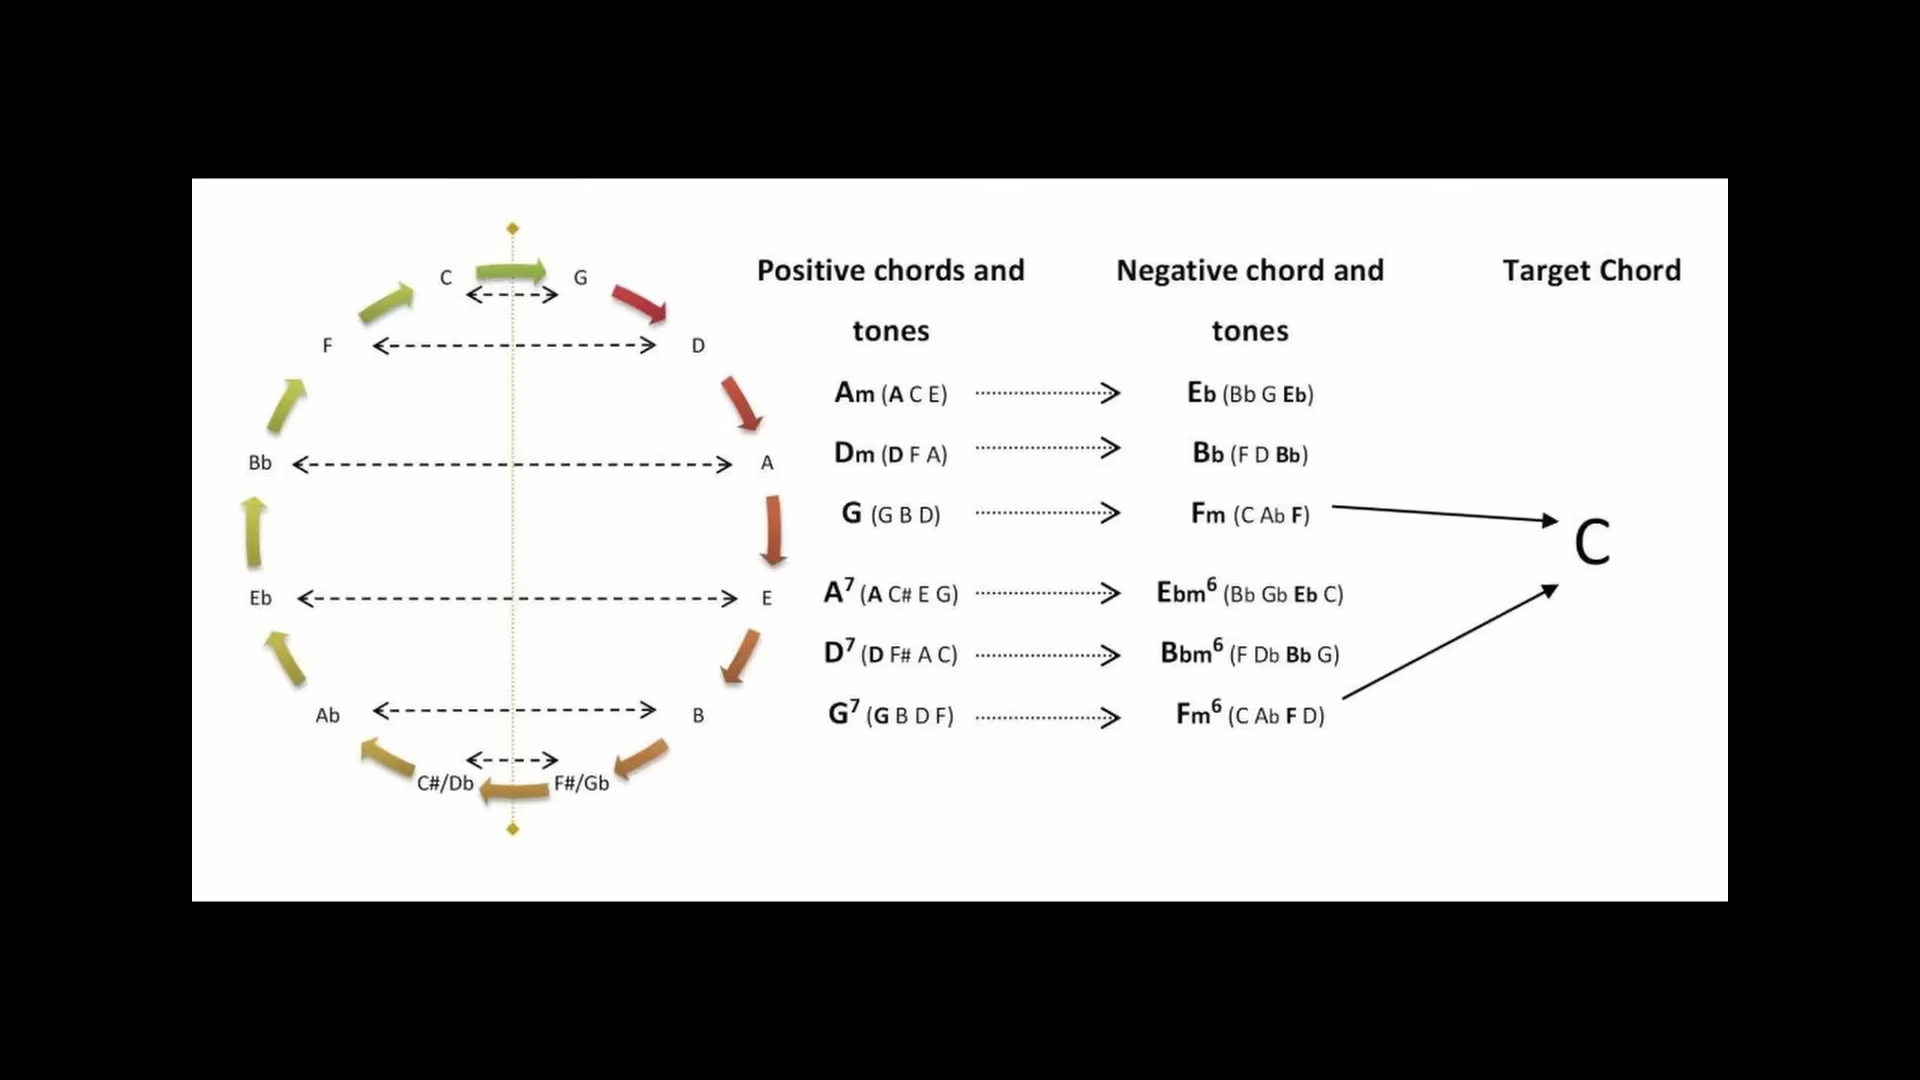 C
G
F
D
Bb
A
Eb
E
Ab
B
C#/Db
F#/Gb
Positive chords and
tones
Negative chord and
tones
Target Chord
Am (A C E)
Eb (Bb G Eb)
Dm (D F A)
Bb (F D Bb)
G (G B D)
Fm (C Ab F)
C
A⁷ (A C# E G)
Ebm⁶ (Bb Gb Eb C)
D⁷ (D F# A C)
Bbm⁶ (F Db Bb G)
G⁷ (G B D F)
Fm⁶ (C Ab F D)